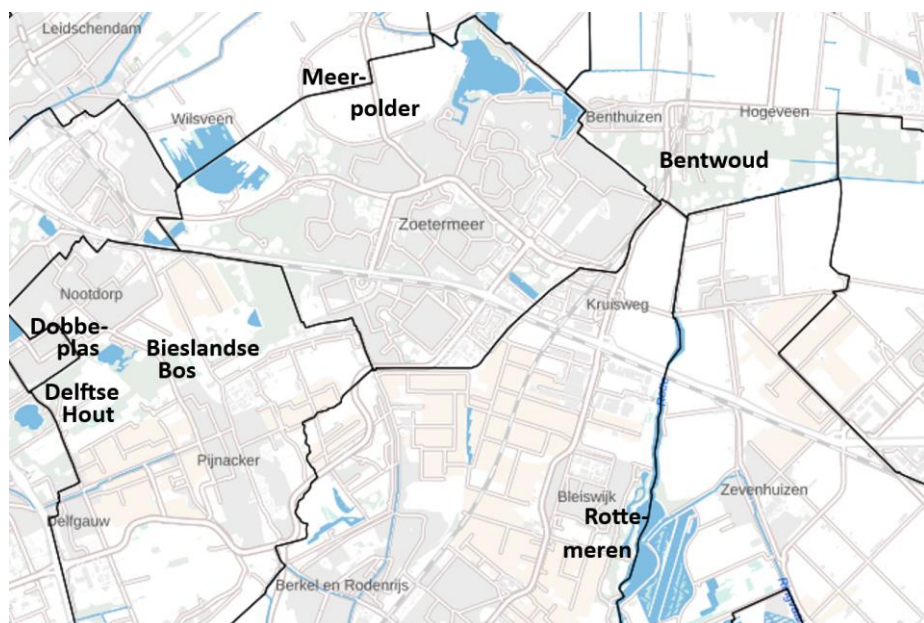 Leidschendam
Meer-
polder
Wilsveen
Benthuizen
Hogeveen
Bentwoud
Zoetermeer
Nootdorp
Kruisweg
Dobbe-
plas
Bieslandse
Bos
Delftse
Hout
Rotte
Pijnacker
Zevenhuizen
Bleiswijk
Rotte-
meren
Delfgauw
Berkel en Rodenrijs